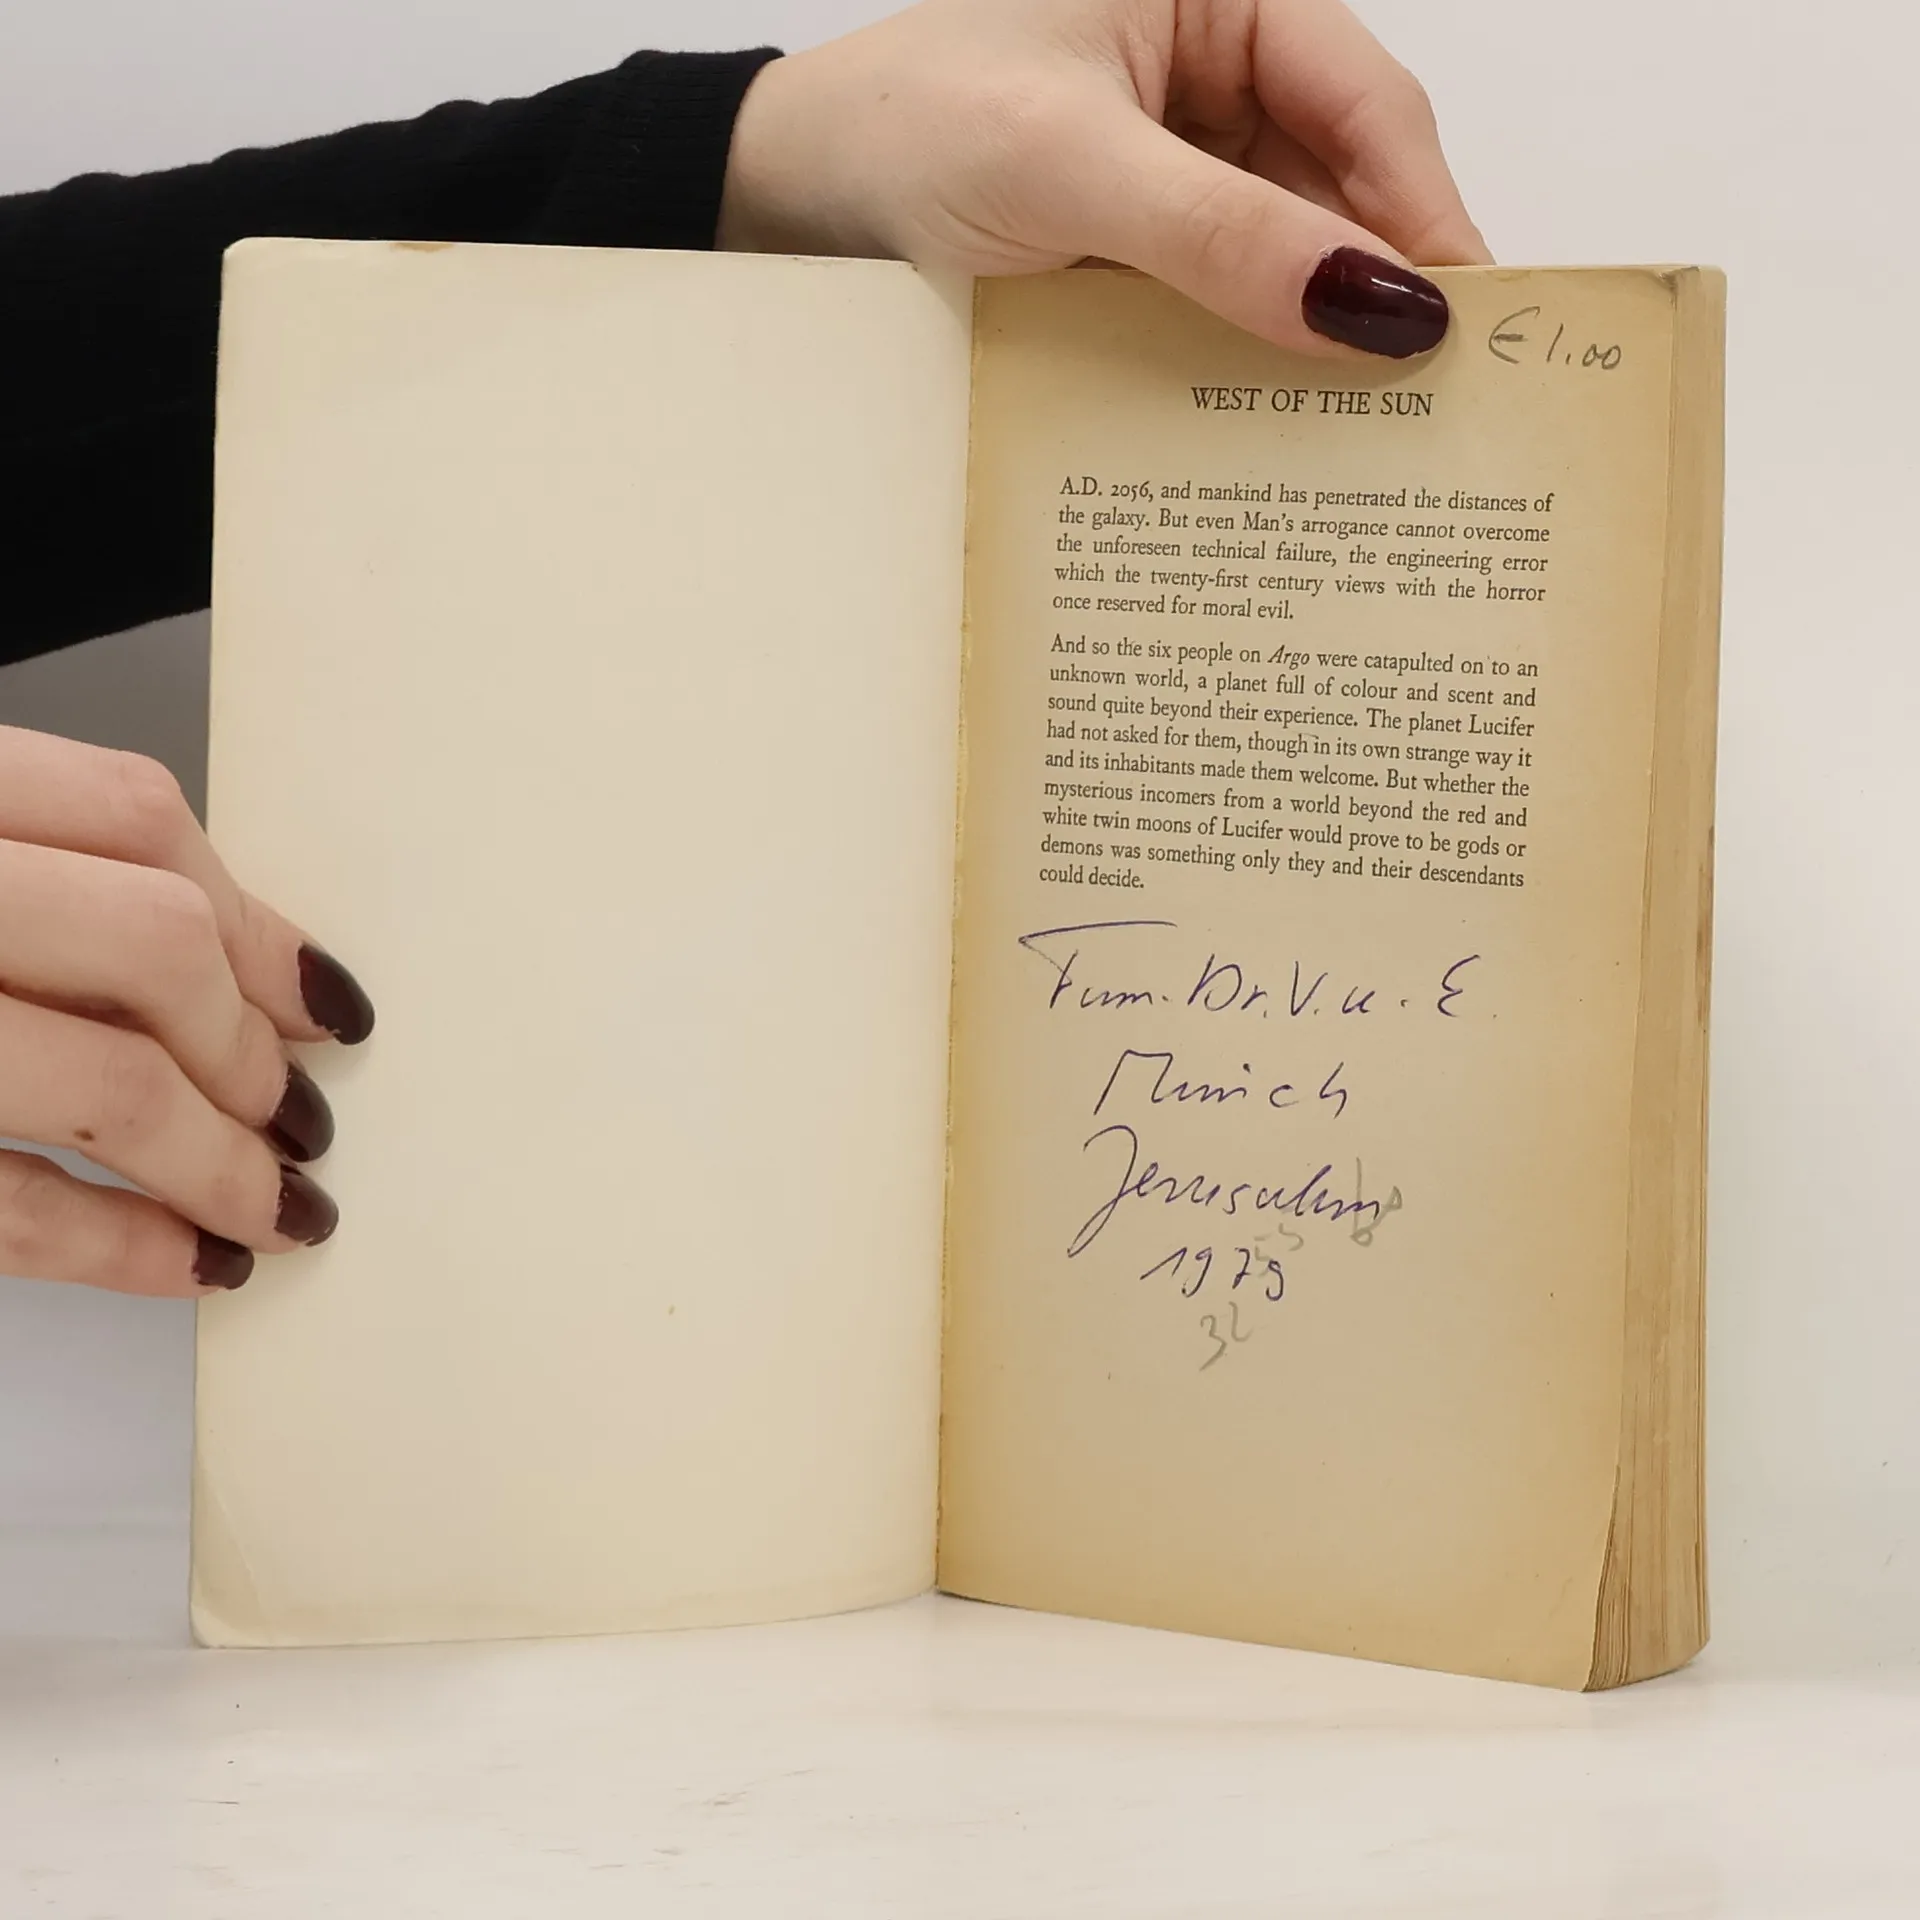 €1.00
WEST OF THE SUN
A.D. 2056, and mankind has penetrated the distances of
the galaxy. But even Man's arrogance cannot overcome
the unforeseen technical failure, the engineering error
which the twenty-first century views with the horror
once reserved for moral evil.
And so the six people on Argo were catapulted on to an
unknown world, a planet full of colour and scent and
sound quite beyond their experience. The planet Lucifer
had not asked for them, though in its own strange way it
and its inhabitants made them welcome. But whether the
mysterious incomers from a world beyond the red and
white twin moons of Lucifer would prove to be gods or
demons was something only they and their descendants
could decide.
Dr. V. u. E.
Jerusalem
1979
32